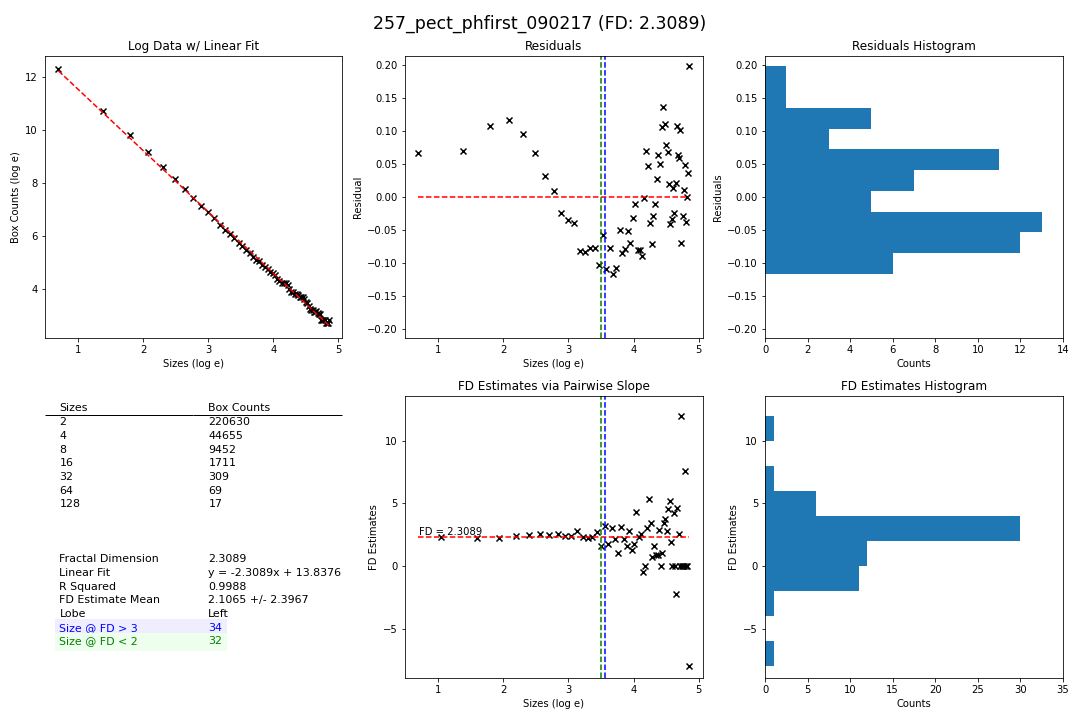 257_pect_phfirst_090217 (FD: 2.3089)
Log Data w/ Linear Fit
Box Counts (log e)
12
10
8
6
4
1 2 3 4 5
Sizes (log e)
Residuals
Residual
0.20
0.15
0.10
0.05
0.00
−0.05
−0.10
−0.15
−0.20
1 2 3 4 5
Sizes (log e)
Residuals Histogram
Residuals
0.20
0.15
0.10
0.05
0.00
−0.05
−0.10
−0.15
−0.20
0 2 4 6 8 10 12 14
Counts
Sizes Box Counts
2 220630
4 44655
8 9452
16 1711
32 309
64 69
128 17
Fractal Dimension 2.3089
Linear Fit y = -2.3089x + 13.8376
R Squared 0.9988
FD Estimate Mean 2.1065 +/- 2.3967
Lobe Left
Size @ FD > 3 34
Size @ FD < 2 32
FD Estimates via Pairwise Slope
FD Estimates
10
5
0
−5
FD = 2.3089
1 2 3 4 5
Sizes (log e)
FD Estimates Histogram
FD Estimates
10
5
0
−5
0 5 10 15 20 25 30 35
Counts